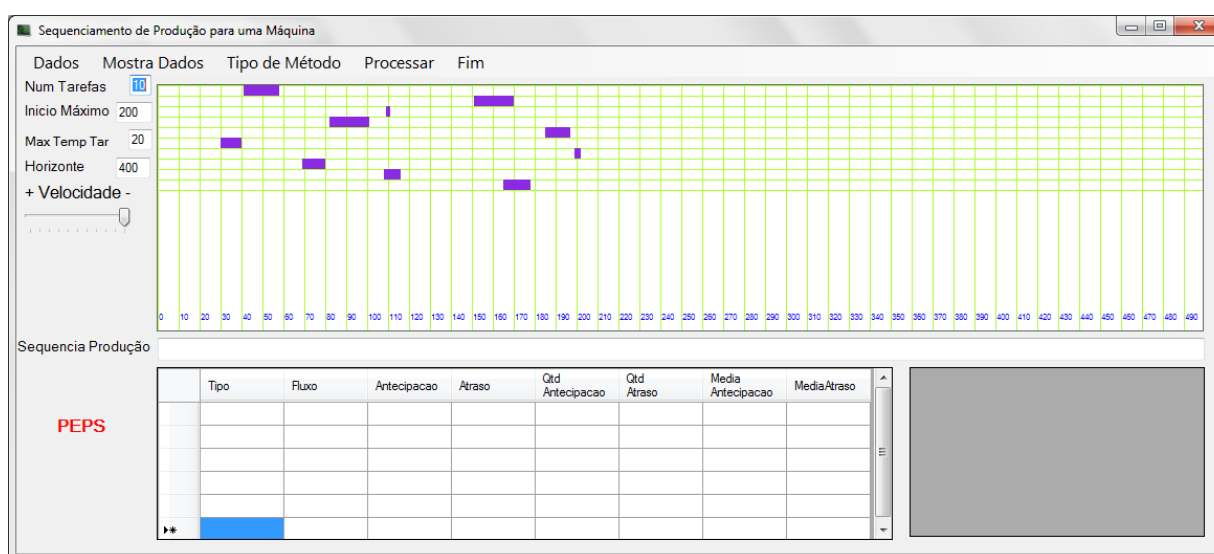 Sequenciamento de Produção para uma Máquina
Dados Mostra Dados Tipo de Método Processar Fim
Num Tarefas 10
Inicio Máximo 200
Max Temp Tar 20
Horizonte 400
+ Velocidade -
0 10 20 30 40 50 60 70 80 90 100 110 120 130 140 150 160 170 180 190 200 210 220 230 240 250 260 270 280 290 300 310 320 330 340 350 360 370 380 390 400 410 420 430 440 450 460 470 480 490
Sequencia Produção
Tipo Fluxo Antecipacao Atraso Qtd Antecipacao Qtd Atraso Media Antecipacao MediaAtraso
PEPS